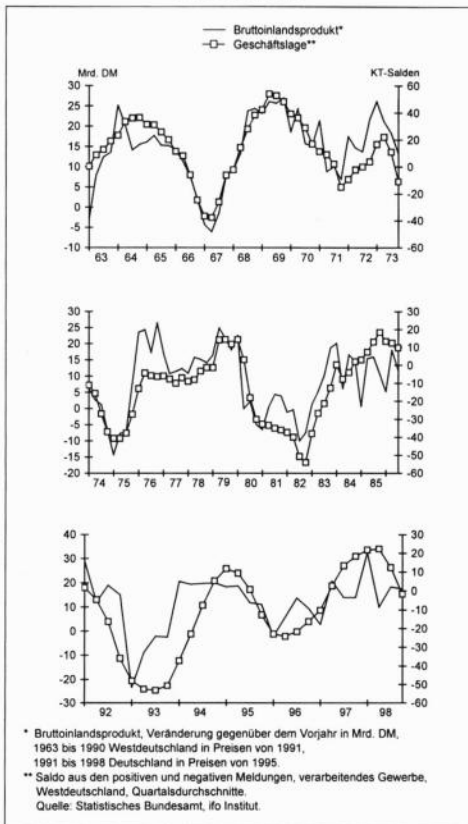 Bruttoinlandsprodukt*
Geschäftslage**
Mrd. DM KT-Salden
30 60
25 40
20 20
15
10 0
5 -20
0
-5 -40
-10 -60
63 64 65 66 67 68 69 70 71 72 73
30 30
25 20
20 10
15 0
10 -10
5 -20
0 -30
-5 -40
-10
-15 -50
-20 -60
74 75 76 77 78 79 80 81 82 83 84 85
40 30
30 20
20 10
10 0
0 -10
-10 -20
-20 -30
-30 -40
-50
-60
92 93 94 95 96 97 98
* Bruttoinlandsprodukt, Veränderung gegenüber dem Vorjahr in Mrd. DM,
1963 bis 1990 Westdeutschland in Preisen von 1991,
1991 bis 1998 Deutschland in Preisen von 1995.
** Saldo aus den positiven und negativen Meldungen, verarbeitendes Gewerbe,
Westdeutschland, Quartalsdurchschnitte.
Quelle: Statistisches Bundesamt, ifo Institut.